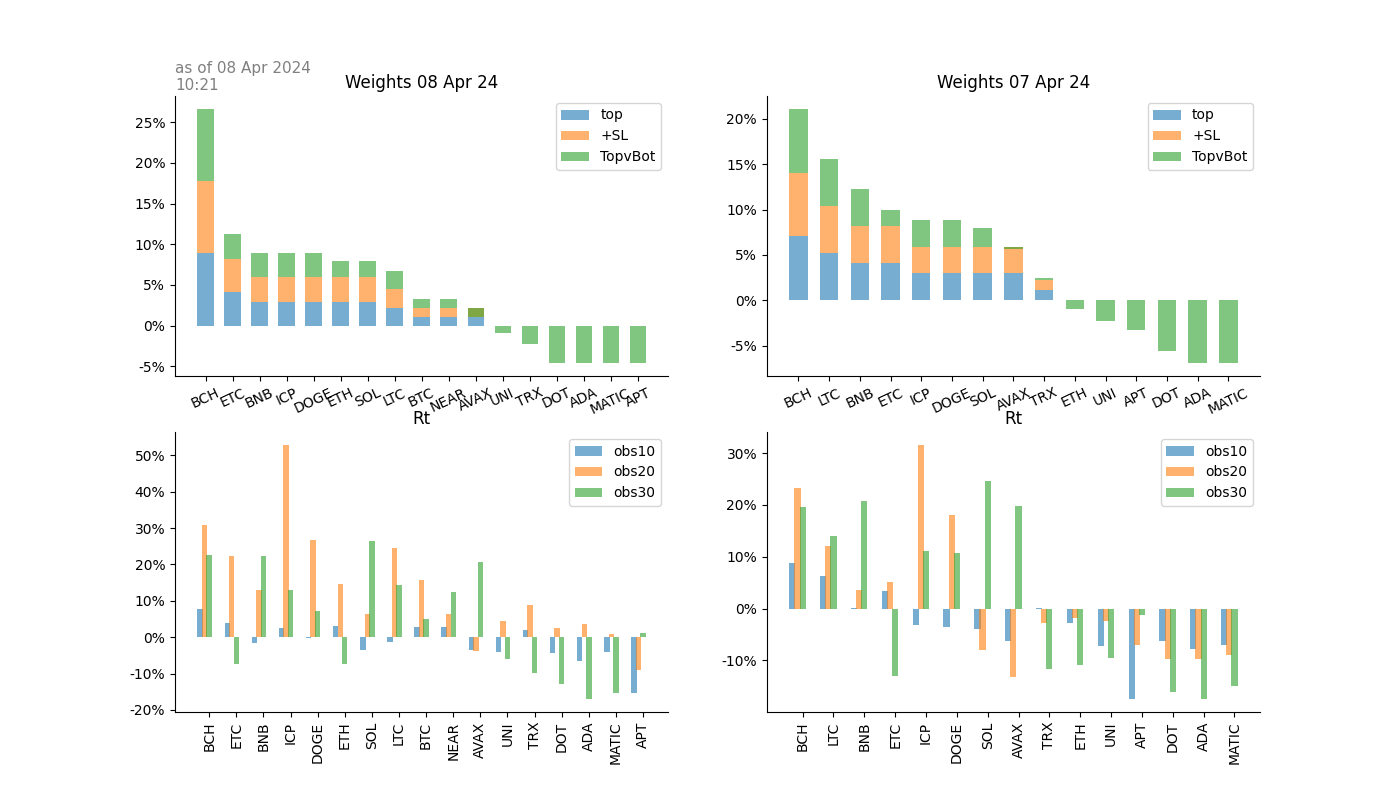 as of 08 Apr 2024
10:21
Weights 08 Apr 24
25%
20%
15%
10%
5%
0%
-5%
top
+SL
TopvBot
BCH ETC BNB ICP DOGE ETH SOL LTC BTC NEAR AVAX UNI TRX DOT ADA MATIC APT
Weights 07 Apr 24
20%
15%
10%
5%
0%
-5%
top
+SL
TopvBot
BCH LTC BNB ETC ICP DOGE SOL AVAX TRX ETH UNI APT DOT ADA MATIC
Rt
50%
40%
30%
20%
10%
0%
-10%
-20%
obs10
obs20
obs30
BCH ETC BNB ICP DOGE ETH SOL LTC BTC NEAR AVAX UNI TRX DOT ADA MATIC APT
Rt
30%
20%
10%
0%
-10%
obs10
obs20
obs30
BCH LTC BNB ETC ICP DOGE SOL AVAX TRX ETH UNI APT DOT ADA MATIC